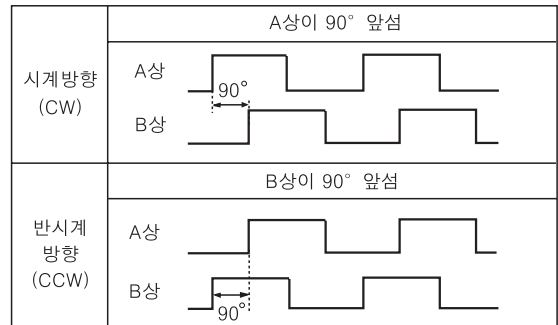 A상이 90° 앞섬
시계방향
(CW)
A상
90°
B상
B상이 90° 앞섬
반시계
방향
(CCW)
A상
B상
90°